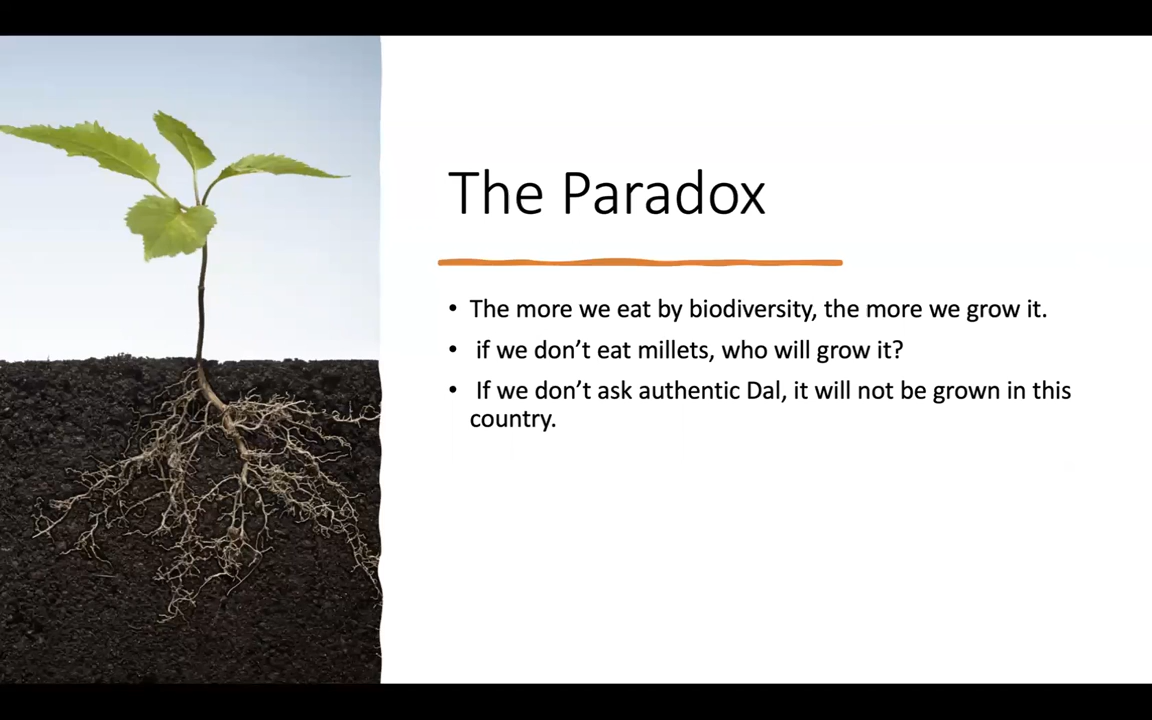 The Paradox
• The more we eat by biodiversity, the more we grow it.
• if we don't eat millets, who will grow it?
• If we don't ask authentic Dal, it will not be grown in this
country.